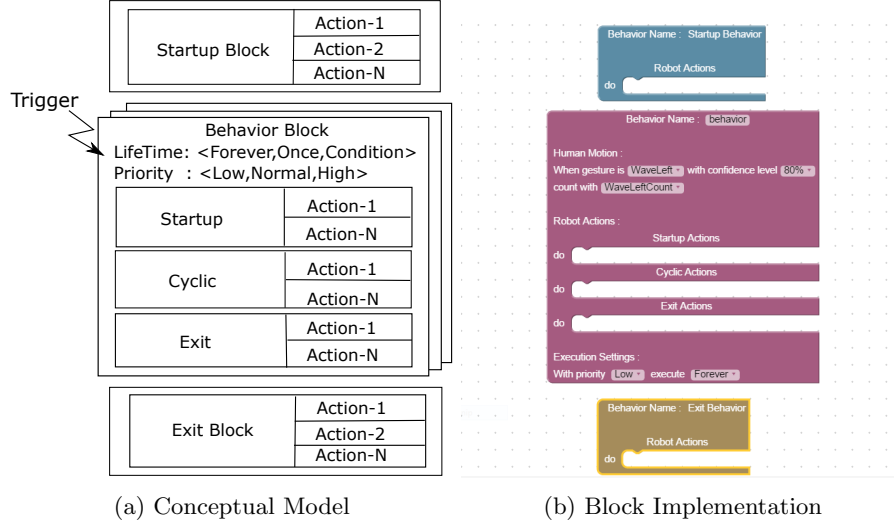 Startup Block
Action-1
Action-2
Action-N
Trigger
Behavior Block
LifeTime: <Forever,Once,Condition>
Priority : <Low,Normal,High>
Startup
Action-1
Action-N
Cyclic
Action-1
Action-N
Exit
Action-1
Action-N
Exit Block
Action-1
Action-2
Action-N
(a) Conceptual Model
Behavior Name : Startup Behavior
Robot Actions
do
Behavior Name : behavior
Human Motion :
When gesture is WaveLeft with confidence level 80%
count with WaveLeftCount
Robot Actions :
Startup Actions
do
Cyclic Actions
do
Exit Actions
do
Execution Settings :
With priority Low execute Forever
Behavior Name : Exit Behavior
Robot Actions
do
(b) Block Implementation